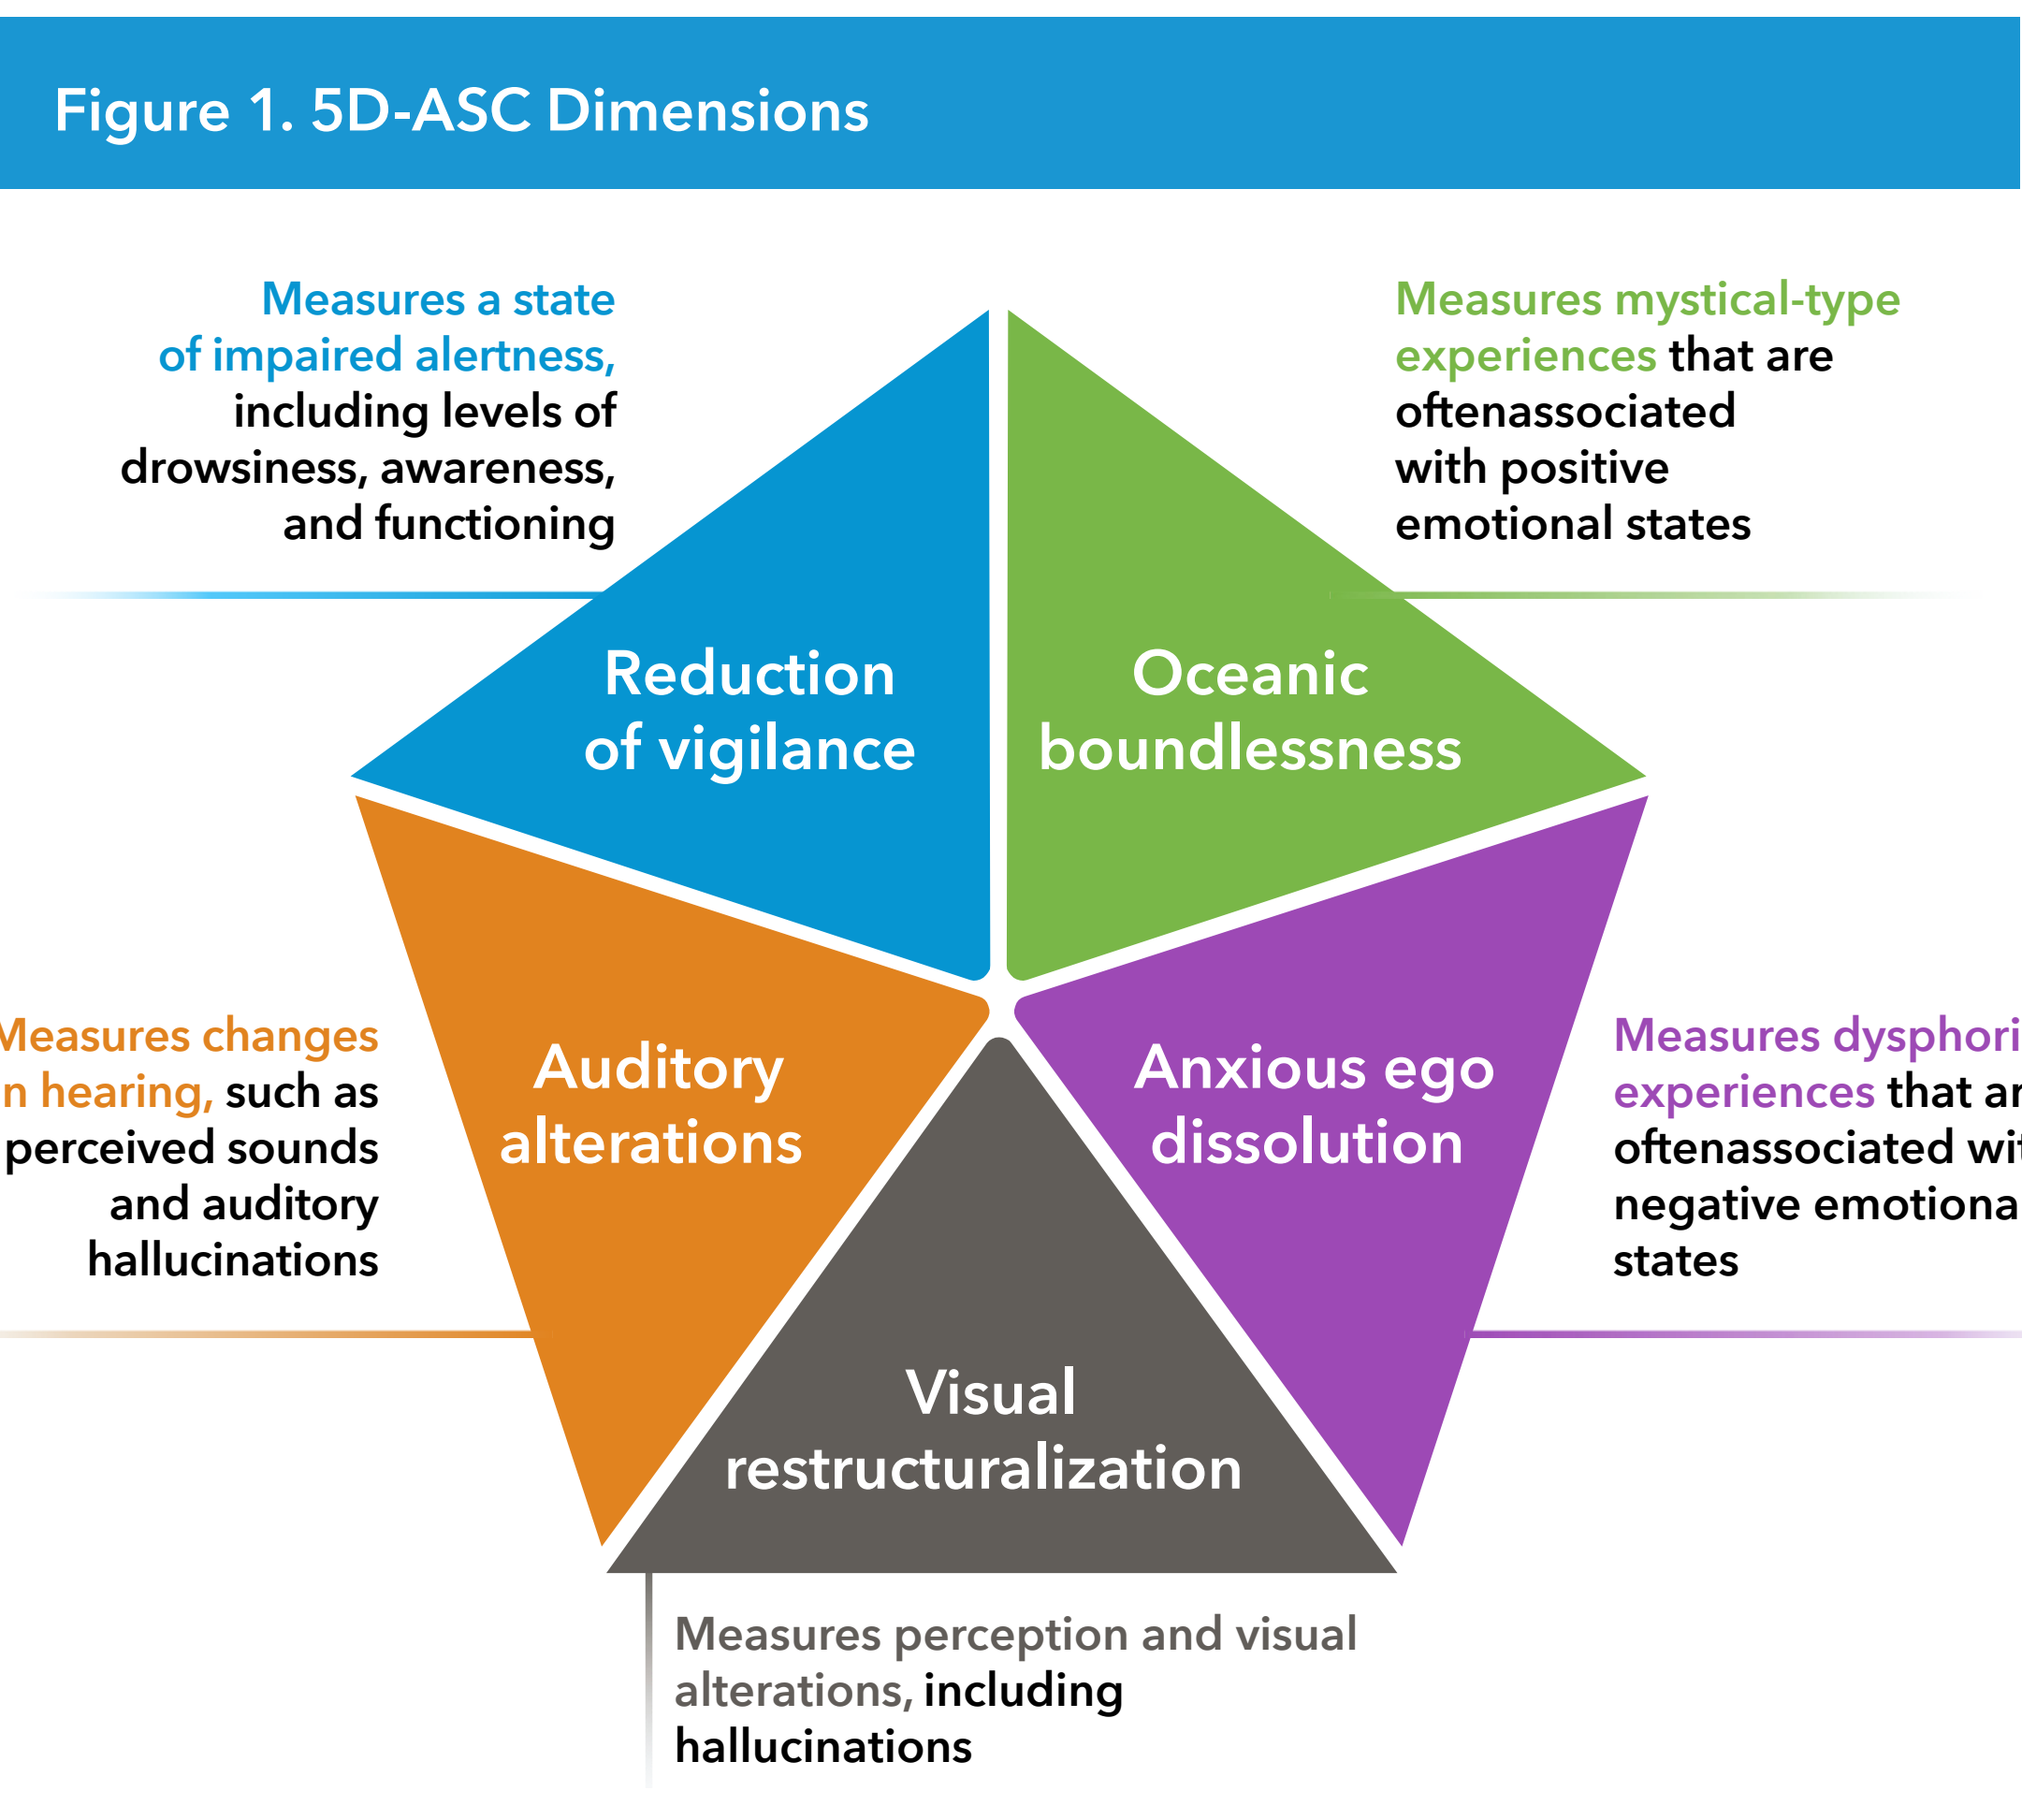 Figure 1. 5D-ASC Dimensions
Measures a state
of impaired alertness,
including levels of
drowsiness, awareness,
and functioning
Measures mystical-type
experiences that are
oftenassociated
with positive
emotional states
Reduction
of vigilance
Oceanic
boundlessness
Measures changes
n hearing, such as
perceived sounds
and auditory
hallucinations
Auditory
alterations
Anxious ego
dissolution
Measures dysphori
experiences that ar
oftenassociated wit
negative emotiona
states
Visual
restructuralization
Measures perception and visual
alterations, including
hallucinations